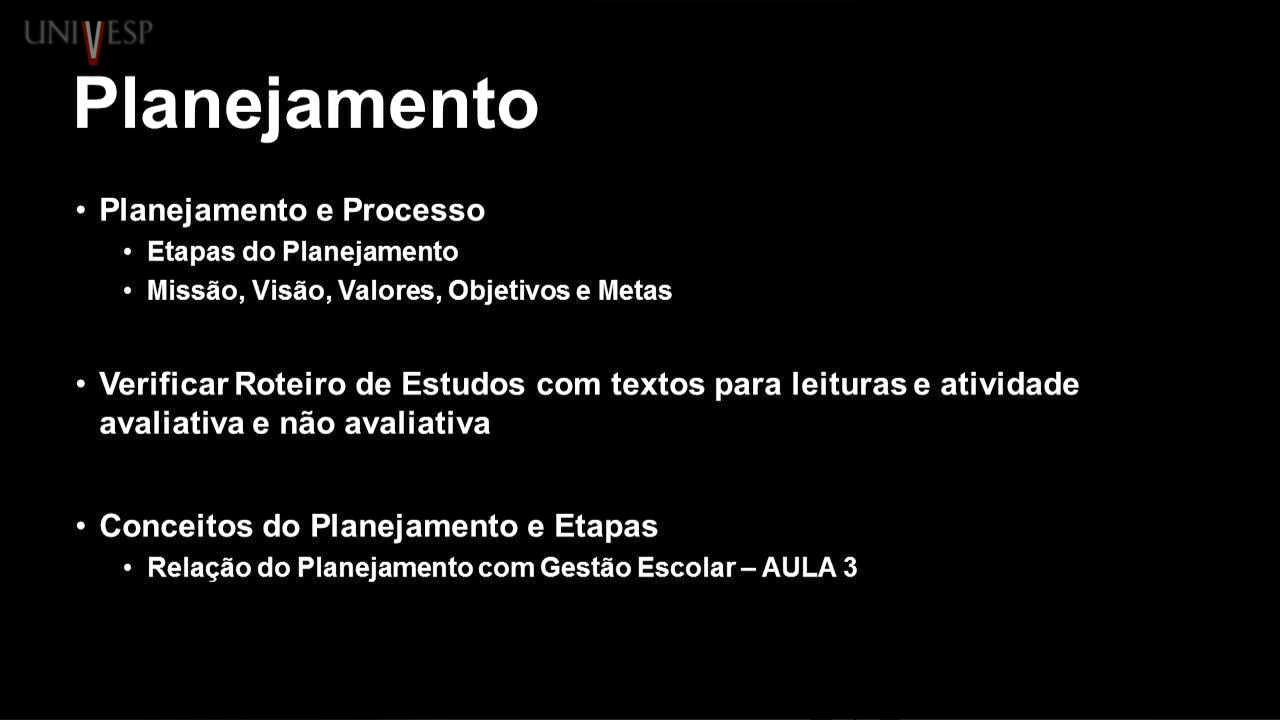 UNIVESP
Planejamento
• Planejamento e Processo
• Etapas do Planejamento
• Missão, Visão, Valores, Objetivos e Metas
• Verificar Roteiro de Estudos com textos para leituras e atividade
avaliativa e não avaliativa
• Conceitos do Planejamento e Etapas
• Relação do Planejamento com Gestão Escolar – AULA 3